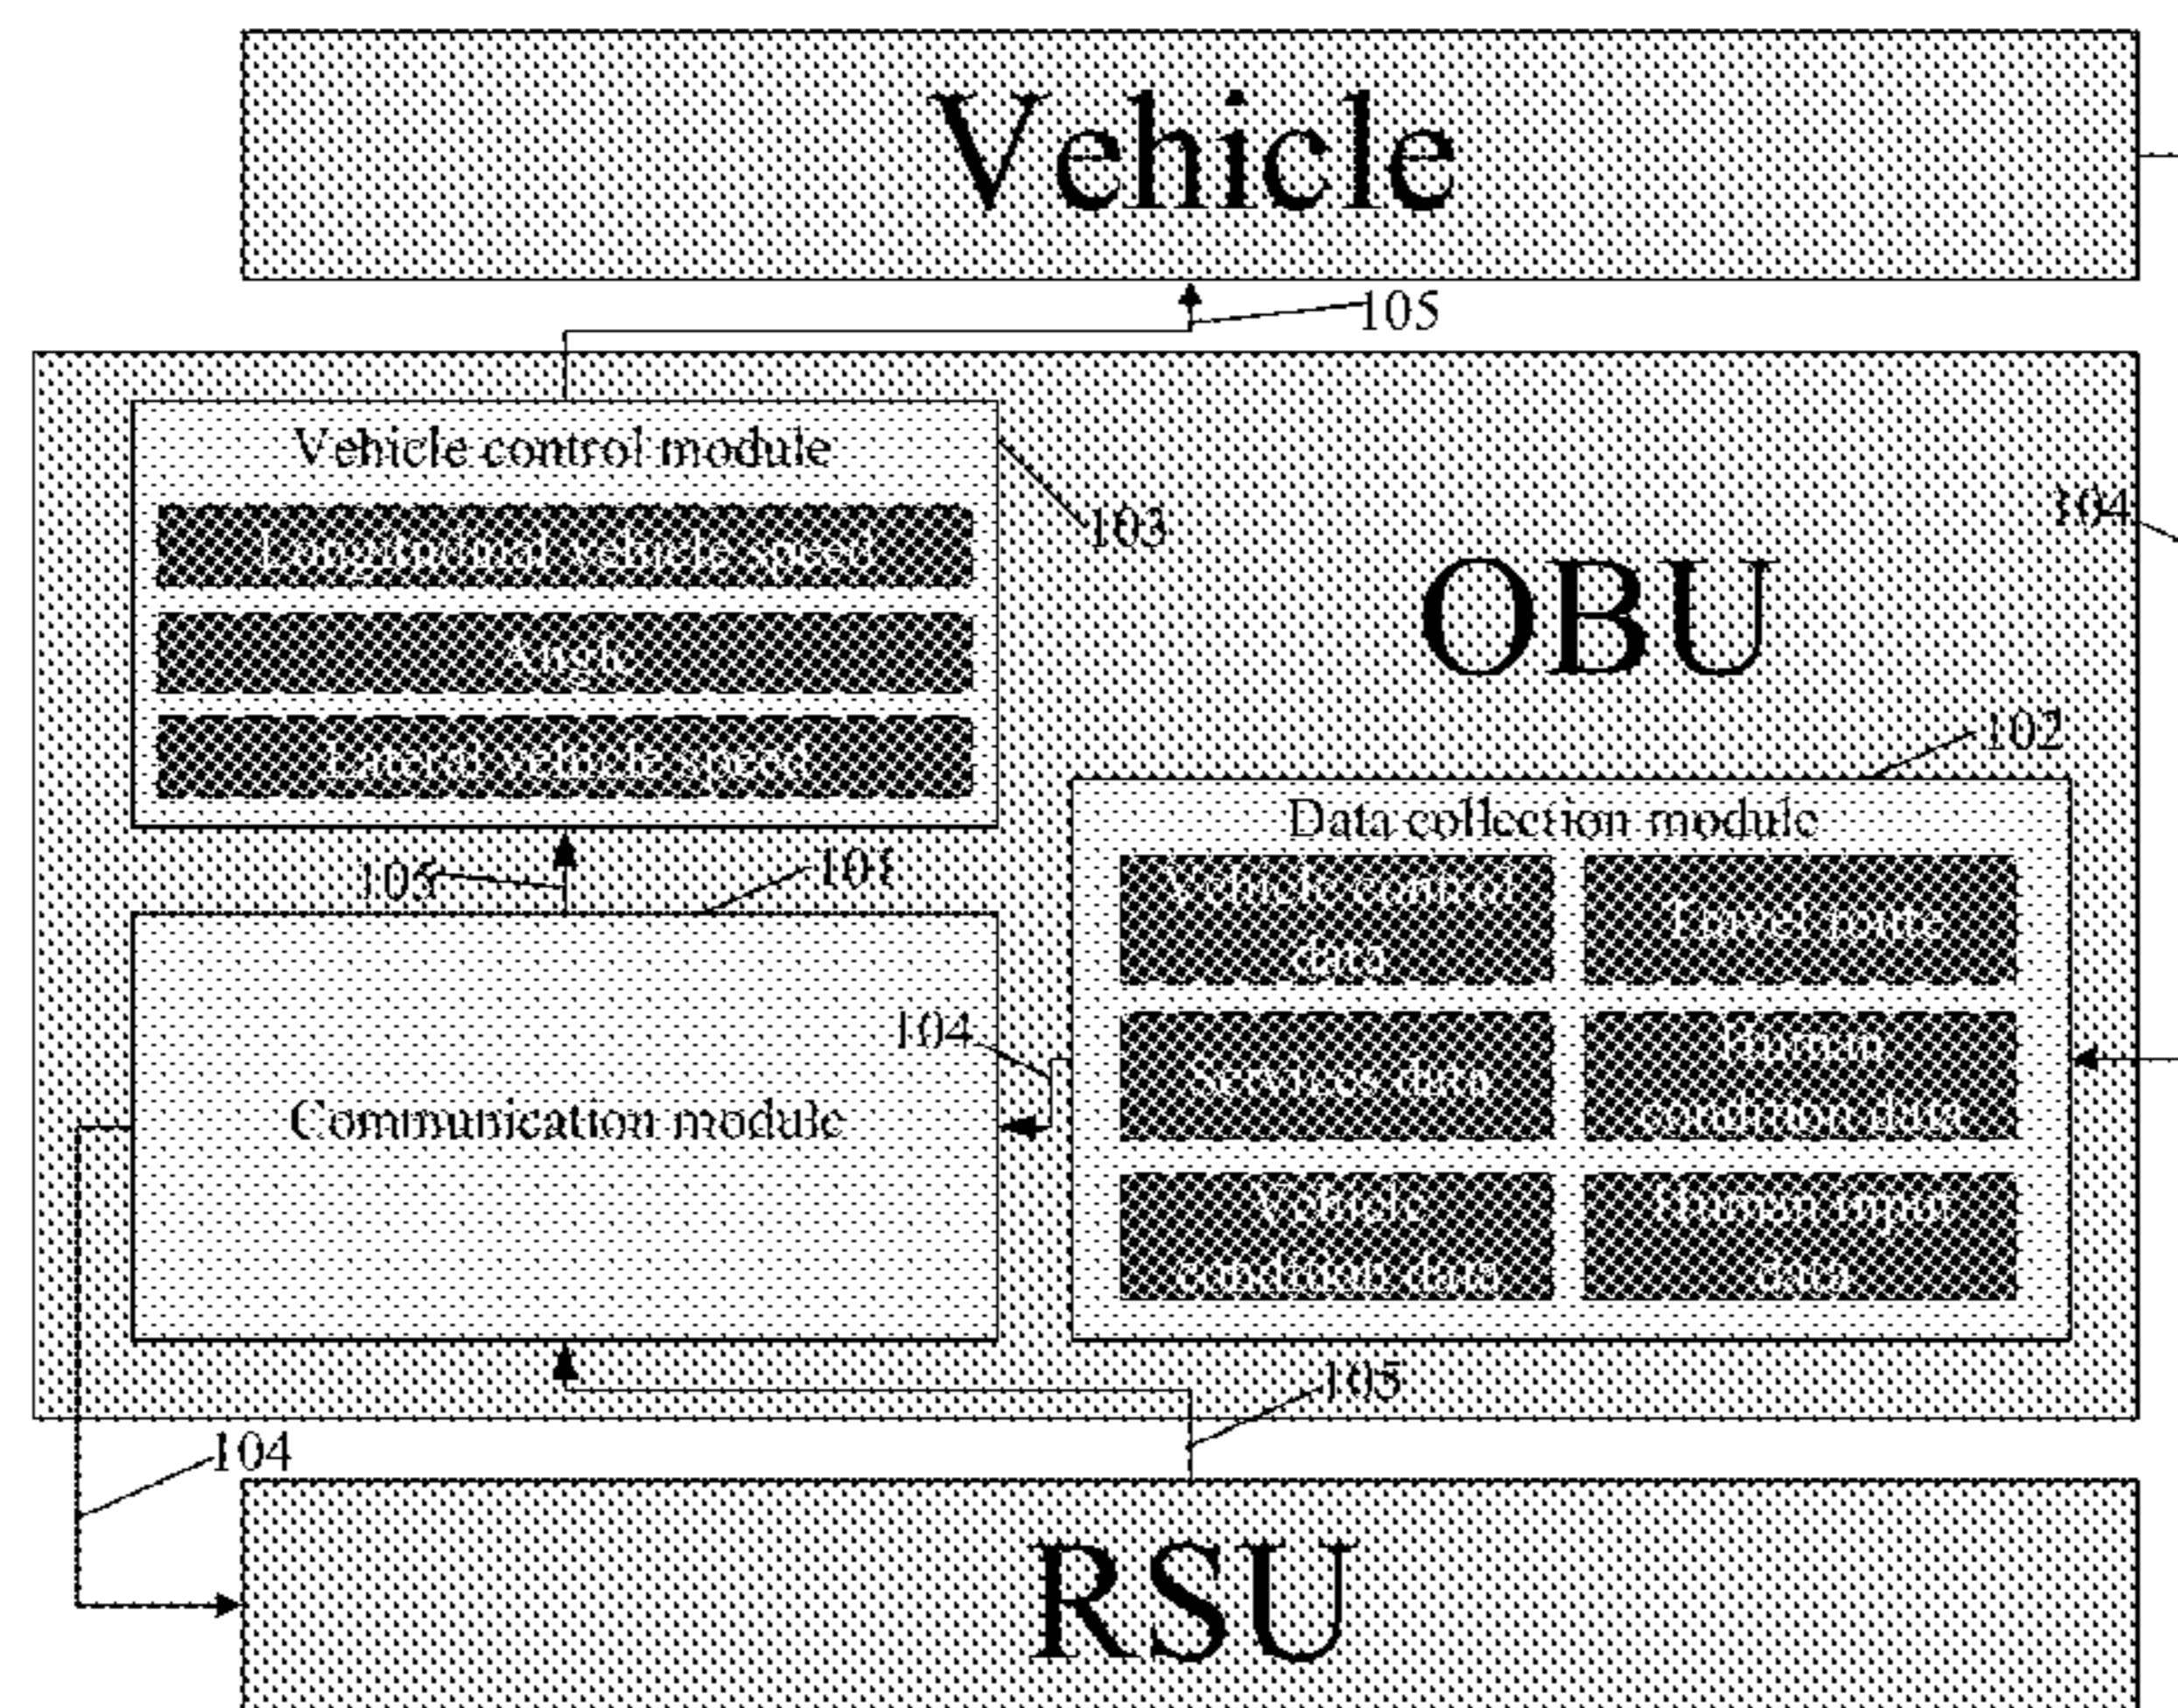 Vehicle
105
Vehicle control module
Longitudinal vehicle speed
103
104
Angle
OBU
Lateral vehicle speed
102
Data collection module
105
101
Vehicle control
data
Travel route
104
Services data
Human
condition data
Communication module
Vehicle
condition data
Human input
data
105
104
RSU